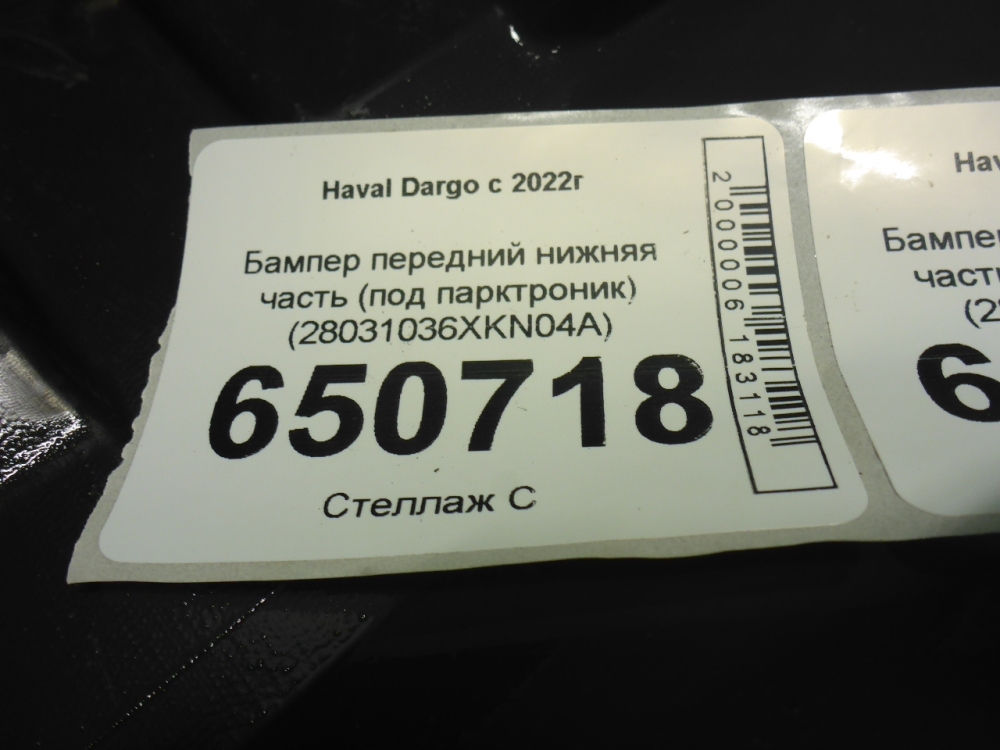 Haval Dargo с 2022г
Бампер передний нижняя
часть (под парктроник)
(28031036XKN04A)
650718
Стеллаж С
2000006183118